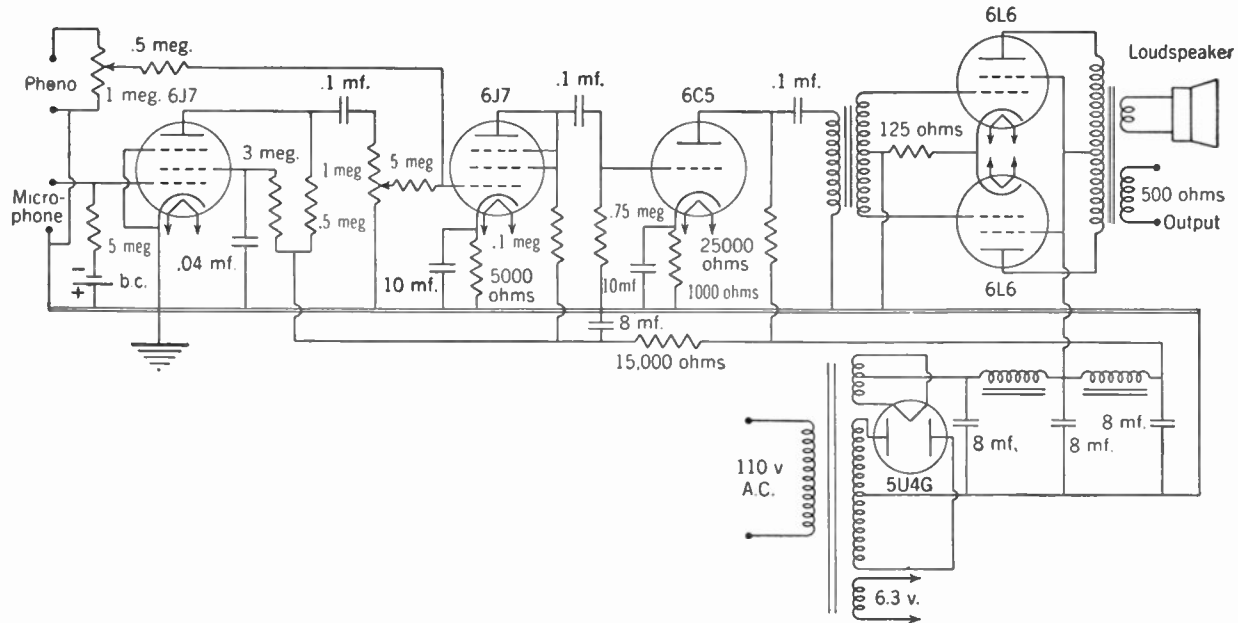 6L6
Loudspeaker
.5 meg.
Pheno
1 meg.
6J7
.1 mf.
6J7
.1 mf.
6C5
.1 mf.
125 ohms
3 meg.
1 meg
5 meg
Micro-
phone
.5 meg
.75 meg
500 ohms
Output
5 meg
.04 mf.
.1 meg
25000
ohms
b.c.
10 mf.
5000
ohms
10mf
1000 ohms
6L6
8 mf.
15,000 ohms
8 mf.
8 mf.
8 mf.
110 v
A.C.
5U4G
6.3 v.